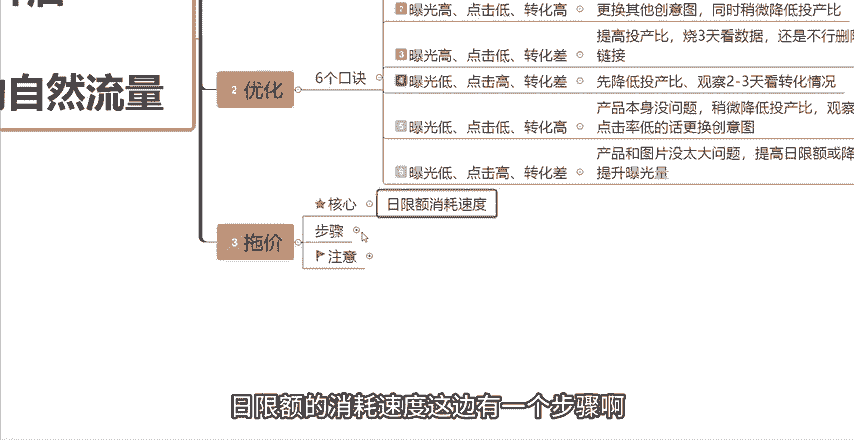 的自然流量
2 优化
6个口诀
2 曝光高、点击低、转化高
更换其他创意图，同时稍微降低投产比
3 曝光高、点击低、转化差
提高投产比，烧3天看数据，还是不行删除
链接
4 曝光低、点击高、转化差
先降低投产比、观察2-3天看转化情况
5 曝光低、点击低、转化高
产品本身没问题，稍微降低投产比，观察
点击率低的话更换创意图
6 曝光低、点击高、转化差
产品和图片没太大问题，提高日限额或降
提升曝光量
3 拖价
核心
日限额消耗速度
步骤
注意
日限额的消耗速度这边有一个步骤啊